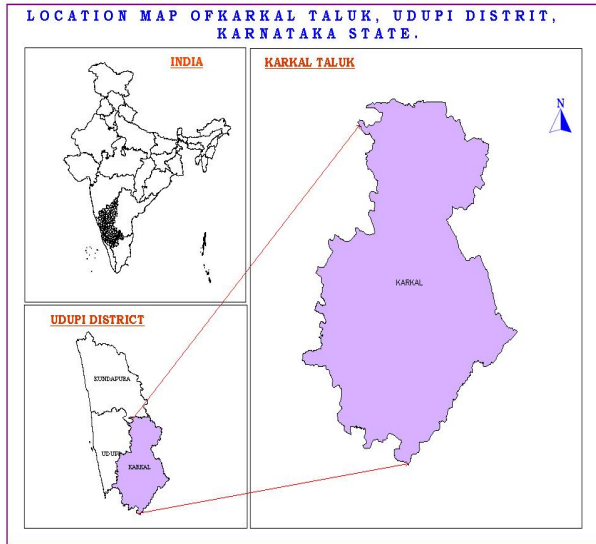 LOCATION MAP OFKARKAL TALUK, UDUPI DISTRIT,
KARNATAKA STATE.
INDIA
KARKAL TALUK
N
KARKAL
UDUPI DISTRICT
KUNDAPURA
UDUPI
KARKAL